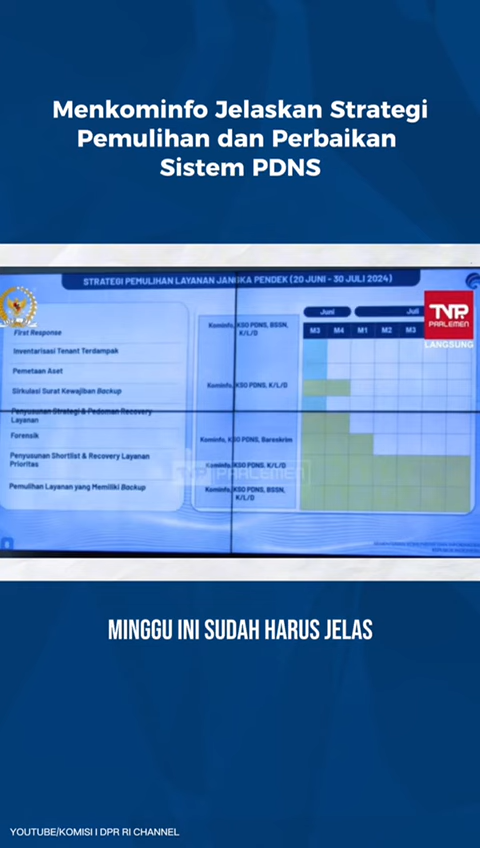 Menkominfo Jelaskan Strategi
Pemulihan dan Perbaikan
Sistem PDNS
STRATEGI PEMULIHAN LAYANAN JANGKA PENDEK (20 JUNI - 30 JULI 2024)
TVR
PARLEMEN
LANGSUNG
Juni
Juli
M3 M4 M1 M2 M3
First Response
Kominfo, KSO PDNS, BSSN,
K/L/D
Inventarisasi Tenant Terdampak
Pemetaan Aset
Sirkulasi Surat Kewajiban Backup
Kominfo, KSO PDNS, K/L/D
Penyusunan Strategi & Pedoman Recovery
Layanan
Forensik
Kominfo, KSO PDNS, Bareskrim
Penyusunan Shortlist & Recovery Layanan
Prioritas
Kominfo, KSO PDNS, K/L/D
Pemulihan Layanan yang Memiliki Backup
Kominfo, KSO PDNS, BSSN,
K/L/D
PARLEMEN
MINGGU INI SUDAH HARUS JELAS
YOUTUBE/KOMISI I DPR RI CHANNEL